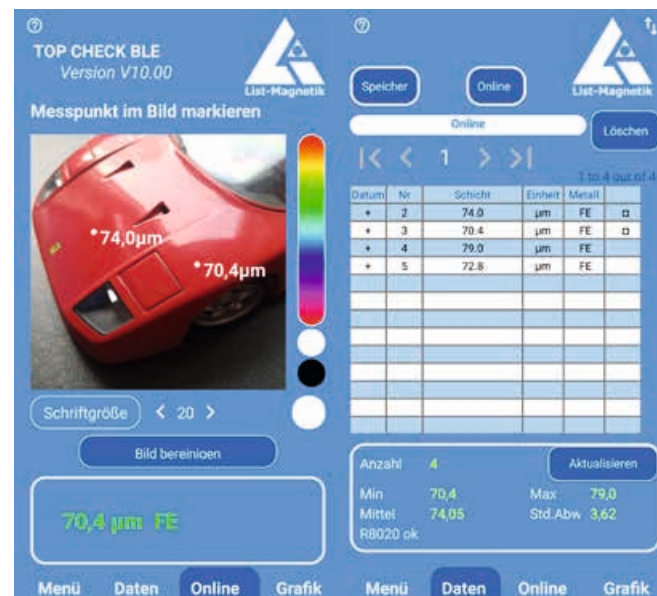 TOP CHECK BLE
Version V10.00
List-Magnetik
Messpunkt im Bild markieren
74,0µm
70,4µm
Schriftgröße < 20 >
Bild bereinigen
70,4 µm FE
Menü Daten Online Grafik
List-Magnetik
Speicher Online
Online
Löschen
|< < 1 > >|
1 to 4 out of 4
Datum Nr Schicht Einheit Metall
+ 2 74.0 µm FE
+ 3 70.4 µm FE
+ 4 79.0 µm FE
+ 5 72.8 µm FE
Anzahl 4 Aktualisieren
Min 70,4 Max 79,0
Mittel 74,05 Std.Abw 3,62
R8020 ok
Menü Daten Online Grafik